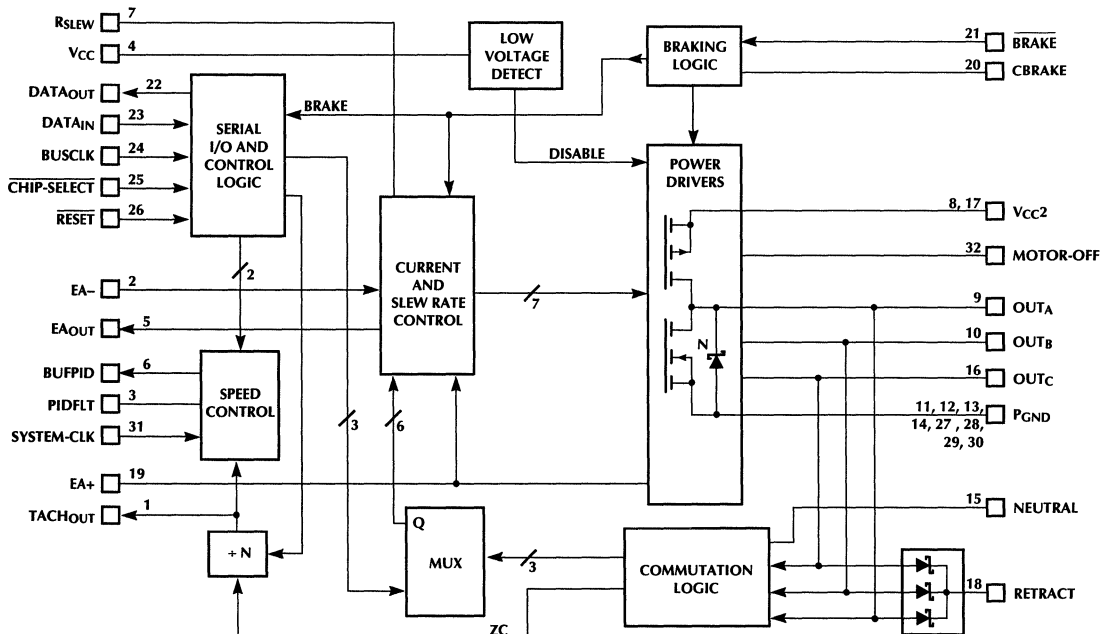 RSLEW 7
VCC 4
DATAOUT 22
DATAIN 23
BUSCLK 24
CHIP-SELECT 25
RESET 26
EA– 2
EAOUT 5
BUFPID 6
PIDFLT 3
SYSTEM-CLK 31
EA+ 19
TACHOUT 1
SERIAL
I/O AND
CONTROL
LOGIC
2
SPEED
CONTROL
+ N
BRAKE
LOW
VOLTAGE
DETECT
DISABLE
CURRENT
AND
SLEW RATE
CONTROL
7
3
6
Q
MUX
3
ZC
BRAKING
LOGIC
POWER
DRIVERS
N
COMMUTATION
LOGIC
21 BRAKE
20 CBRAKE
8, 17 VCC2
32 MOTOR-OFF
9 OUTA
10 OUTB
16 OUTC
11, 12, 13, PGND
14, 27 , 28,
29, 30
15 NEUTRAL
18 RETRACT